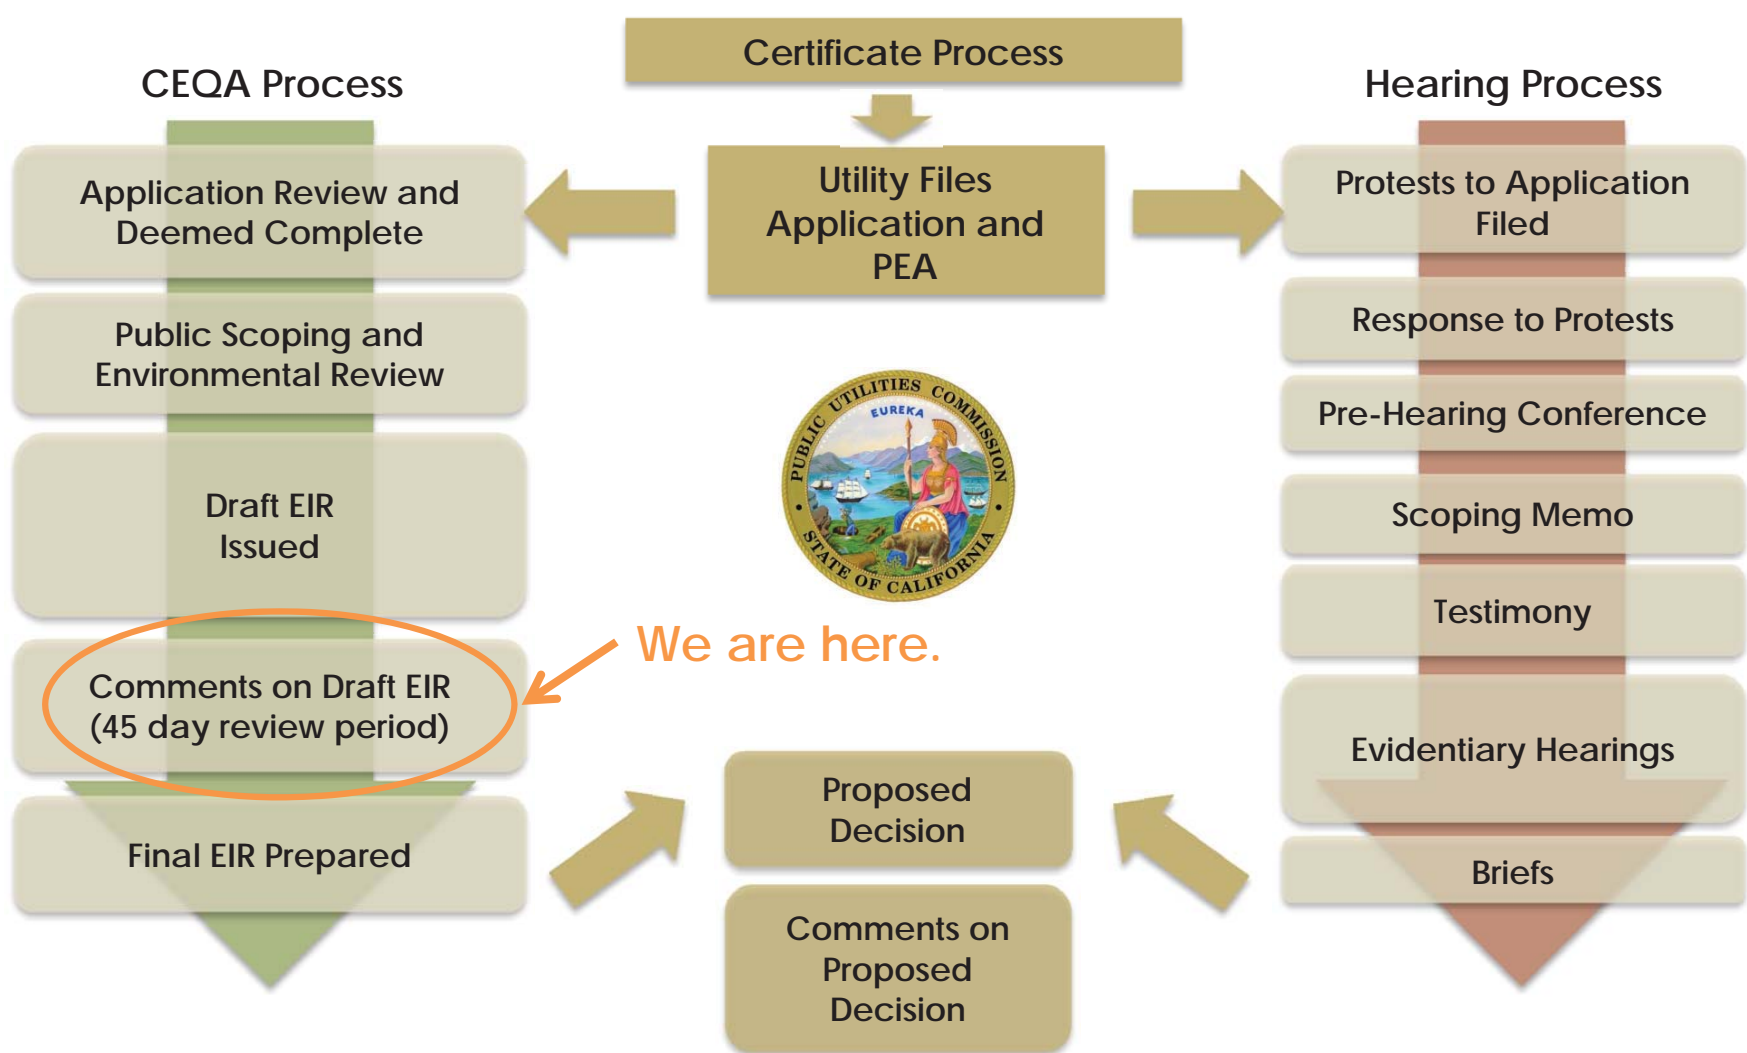 Certificate Process
CEQA Process
Hearing Process
Application Review and
Deemed Complete
Utility Files
Application and
PEA
Protests to Application
Filed
Public Scoping and
Environmental Review
Response to Protests
PUBLIC UTILITIES COMMISSION
EUREKA
STATE OF CALIFORNIA
Pre-Hearing Conference
Draft EIR
Issued
Scoping Memo
Testimony
We are here.
Comments on Draft EIR
(45 day review period)
Evidentiary Hearings
Proposed
Decision
Final EIR Prepared
Briefs
Comments on
Proposed
Decision